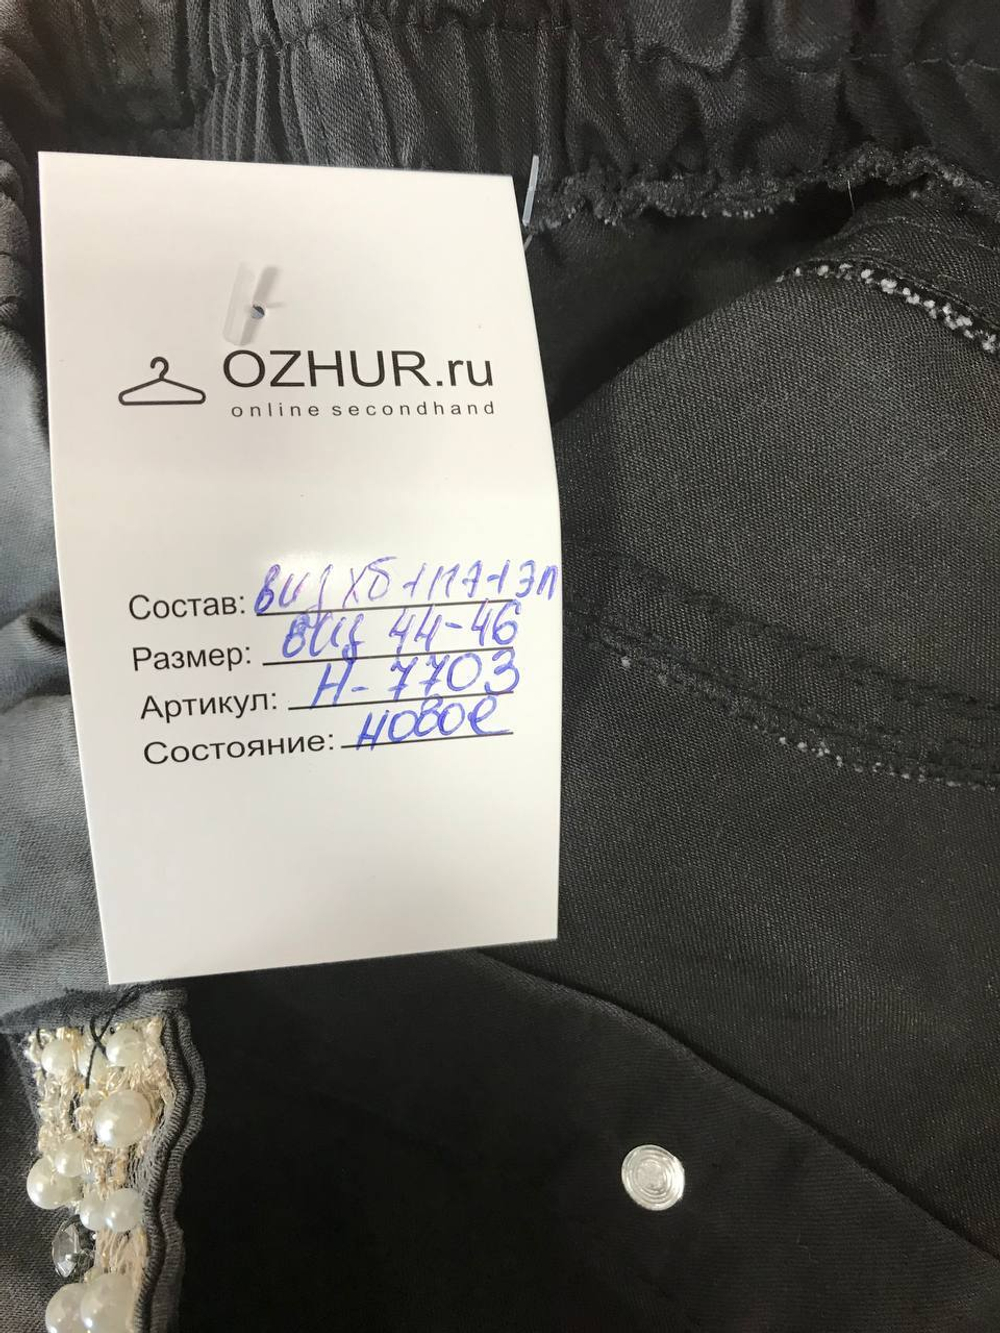 OZHUR.ru
online secondhand
Состав: виз хб+ПЭ+ЭЛ
Размер: виз 44-46
Артикул: Н-7703
Состояние: новое